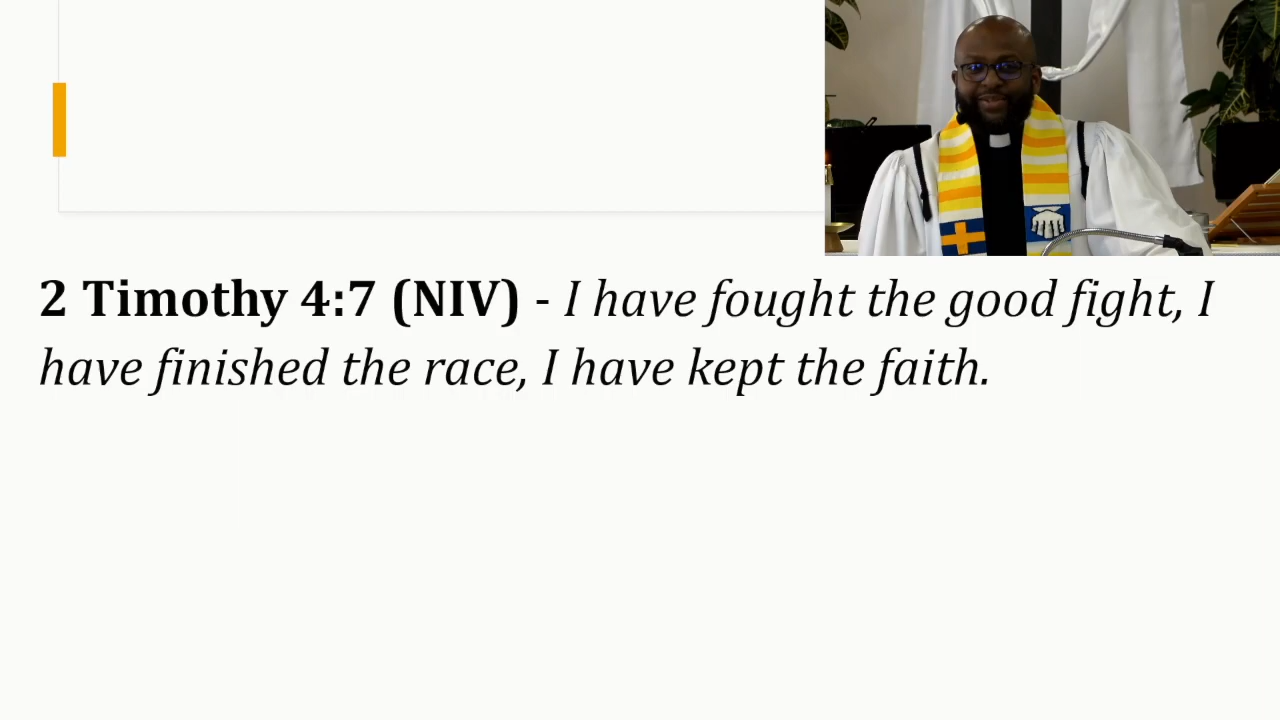 2 Timothy 4:7 (NIV) - I have fought the good fight, I
have finished the race, I have kept the faith.